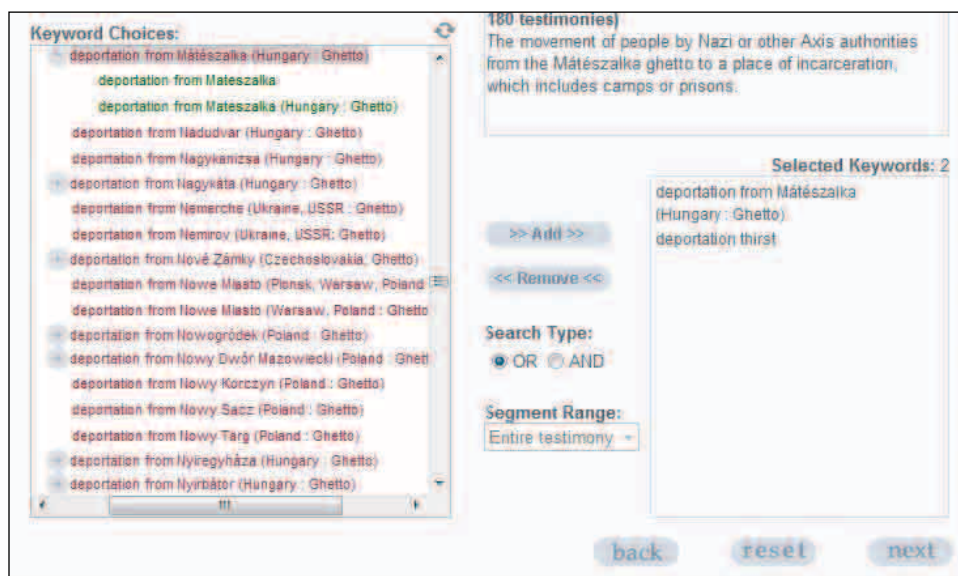 Keyword Choices:
deportation from Mátészalka (Hungary : Ghetto)
deportation from Mateszalka
deportation from Mateszalka (Hungary : Ghetto)
deportation from Nadudvar (Hungary : Ghetto)
deportation from Nagykanizsa (Hungary : Ghetto)
deportation from Nagykáta (Hungary : Ghetto)
deportation from Nemerche (Ukraine, USSR : Ghetto)
deportation from Nemirov (Ukraine, USSR: Ghetto)
deportation from Nové Zámky (Czechoslovakia, Ghetto)
deportation from Nowe Miasto (Plonsk, Warsaw, Poland
deportation from Nowe Miasto (Warsaw, Poland : Ghetto
deportation from Nowogródek (Poland : Ghetto)
deportation from Nowy Dwór Mazowiecki (Poland : Ghett
deportation from Nowy Korczyn (Poland : Ghetto)
deportation from Nowy Sacz (Poland : Ghetto)
deportation from Nowy Targ (Poland : Ghetto)
deportation from Nyíregyháza (Hungary : Ghetto)
deportation from Nyírbátor (Hungary : Ghetto)
180 testimonies)
The movement of people by Nazi or other Axis authorities
from the Mátészalka ghetto to a place of incarceration,
which includes camps or prisons.
>> Add >>
<< Remove <<
Search Type:
OR AND
Segment Range:
Entire testimony
Selected Keywords: 2
deportation from Mátészalka
(Hungary : Ghetto)
deportation thirst
back reset next